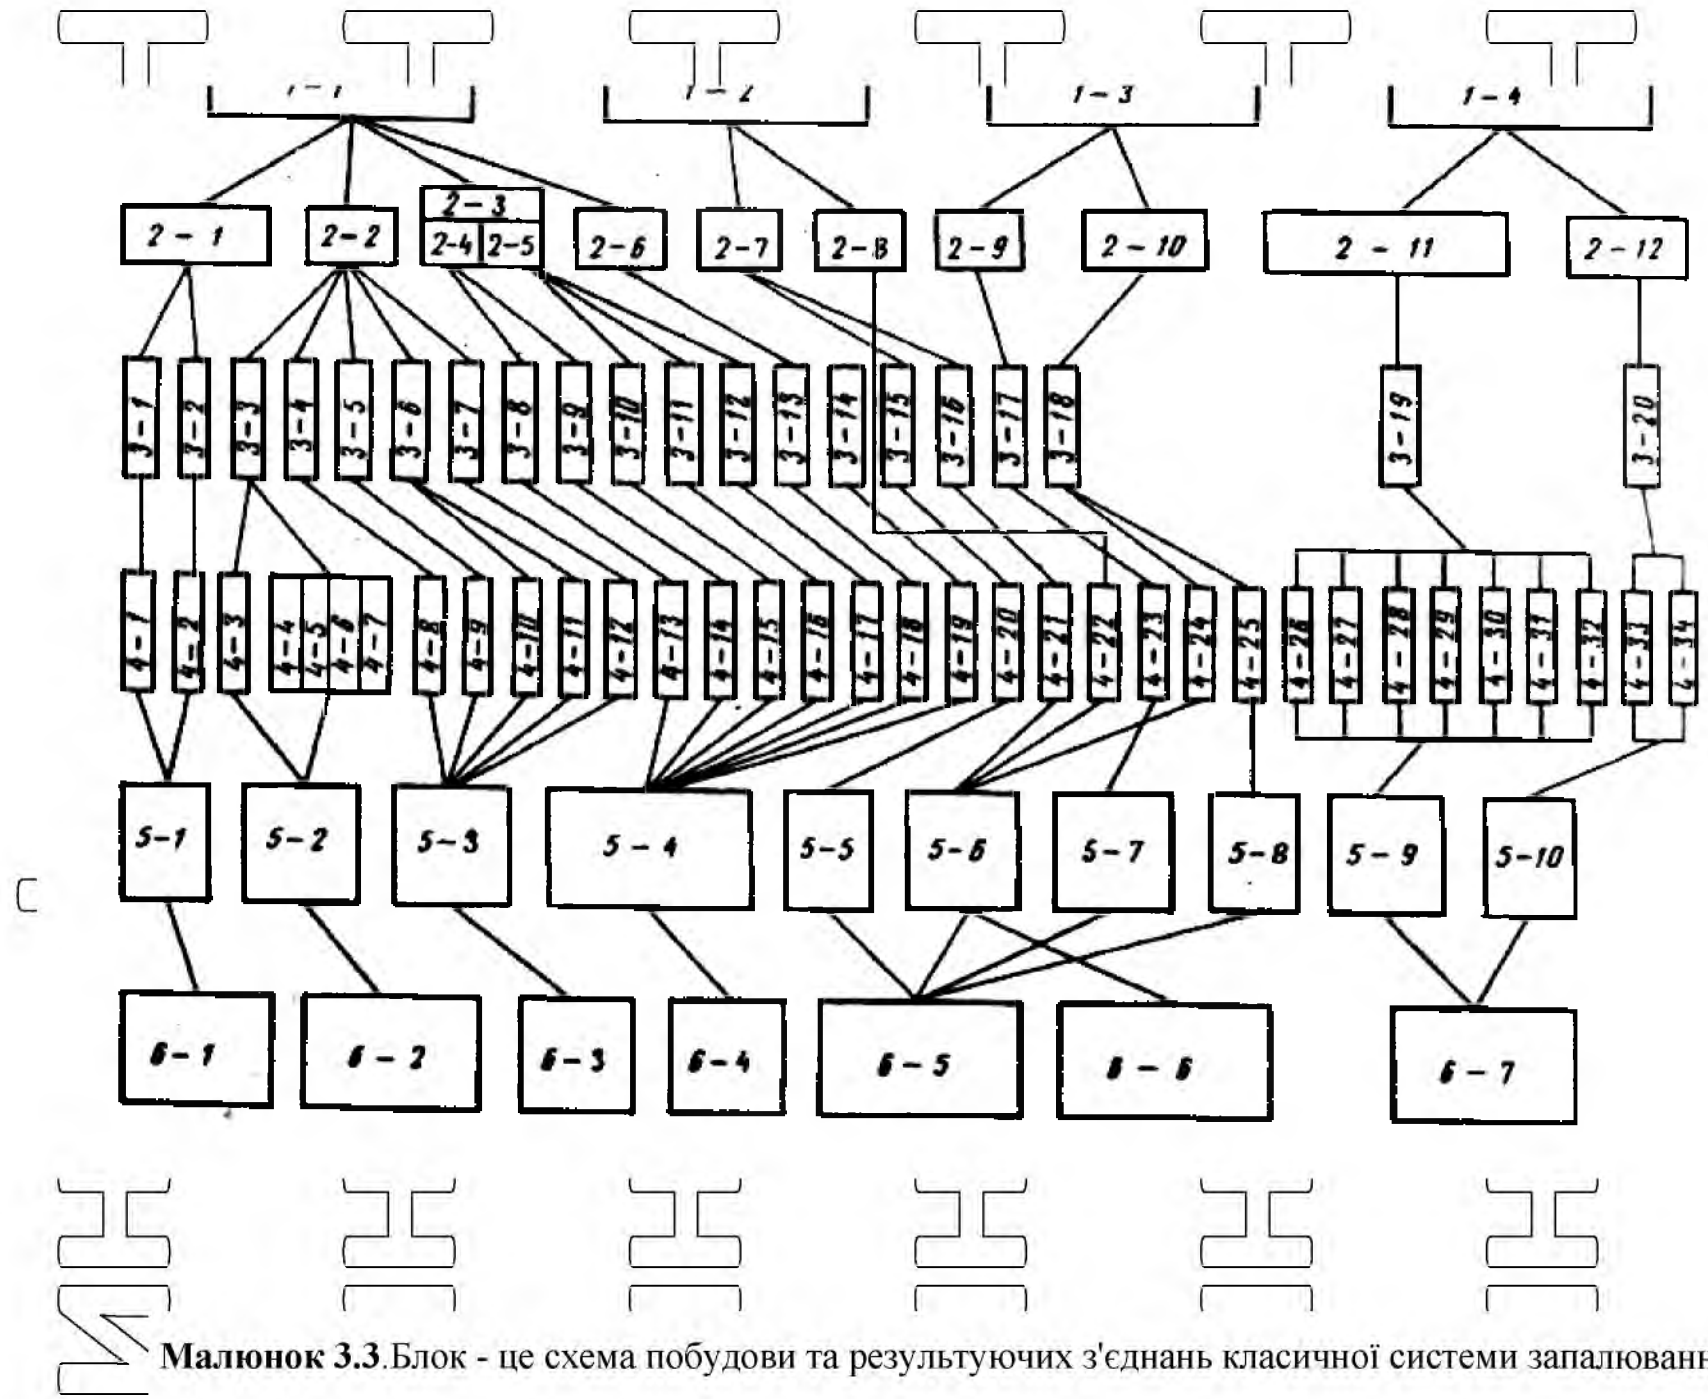 1-1 1-2 1-3 1-4
2-3
2-1 2-2 2-4 2-5 2-6 2-7 2-8 2-9 2-10 2-11 2-12
3-1 3-2 3-3 3-4 3-5 3-6 3-7 3-8 3-9 3-10 3-11 3-12 3-13 3-14 3-15 3-16 3-17 3-18 3-19 3-20
4-1 4-2 4-3 4-4 4-5 4-6 4-7 4-8 4-9 4-10 4-11 4-12 4-13 4-14 4-15 4-16 4-17 4-18 4-19 4-20 4-21 4-22 4-23 4-24 4-25 4-26 4-27 4-28 4-29 4-30 4-31 4-32 4-33 4-34
5-1 5-2 5-3 5-4 5-5 5-6 5-7 5-8 5-9 5-10
6-1 6-2 6-3 6-4 6-5 6-6 6-7
Малюнок 3.3.Блок - це схема побудови та результуючих з'єднань класичної системи